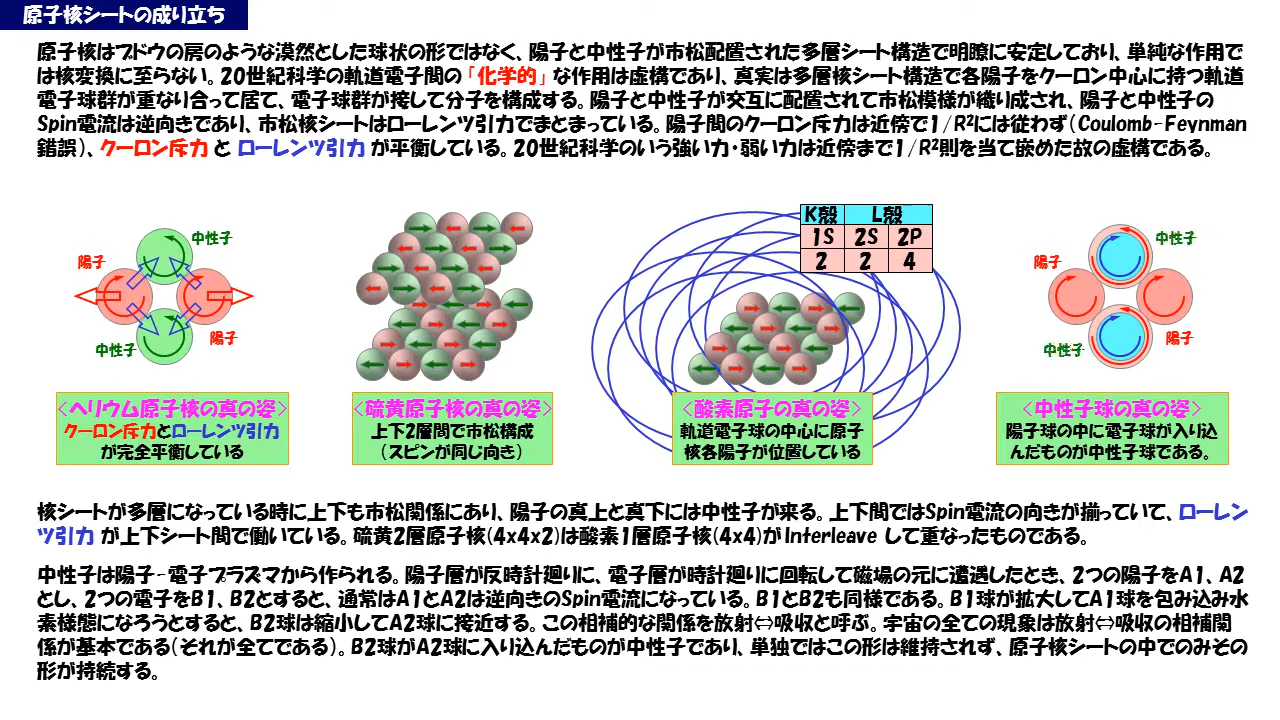 原子核シートの成り立ち
原子核はブドウの房のような漠然とした球状の形ではなく、陽子と中性子が市松配置された多層シート構造で明瞭に安定しており、単純な作用で
は核変換に至らない。20世紀科学の軌道電子間の「化学的」な作用は虚構であり、真実は多層核シート構造で各陽子をクーロン中心に持つ軌道
電子球群が重なり合って居て、電子球群が接して分子を構成する。陽子と中性子が交互に配置されて市松模様が織り成され、陽子と中性子の
Spin電流は逆向きであり、市松核シートはローレンツ引力でまとまっている。陽子間のクーロン斥力は近傍で1/R²には従わず(Coulomb-Feynman
錯誤)、クーロン斥力 と ローレンツ引力 が平衡している。20世紀科学のいう強い力・弱い力は近傍まで1/R²則を当て嵌めた故の虚構である。
中性子
陽子
陽子
中性子
K殻 L殻
1S 2S 2P
2 2 4
中性子
陽子
陽子
中性子
<ヘリウム原子核の真の姿>
クーロン斥力とローレンツ引力
が完全平衡している
<硫黄原子核の真の姿>
上下2層間で市松構成
(スピンが同じ向き)
<酸素原子の真の姿>
軌道電子球の中心に原子
核各陽子が位置している
<中性子球の真の姿>
陽子球の中に電子球が入り込
んだものが中性子球である。
核シートが多層になっている時に上下も市松関係にあり、陽子の真上と真下には中性子が来る。上下間ではSpin電流の向きが揃っていて、ローレン
ツ引力 が上下シート間で働いている。硫黄2層原子核(4x4x2)は酸素1層原子核(4x4)がInterleave して重なったものである。
中性子は陽子-電子プラズマから作られる。陽子層が反時計廻りに、電子層が時計廻りに回転して磁場の元に遭遇したとき、2つの陽子をA1、A2
とし、2つの電子をB1、B2とすると、通常はA1とA2は逆向きのSpin電流になっている。B1とB2も同様である。B1球が拡大してA1球を包み込み水
素様態になろうとすると、B2球は縮小してA2球に接近する。この相補的な関係を放射⇔吸収と呼ぶ。宇宙の全ての現象は放射⇔吸収の相補関
係が基本である(それが全てである)。B2球がA2球に入り込んだものが中性子であり、単独ではこの形は維持されず、原子核シートの中でのみその
形が持続する。